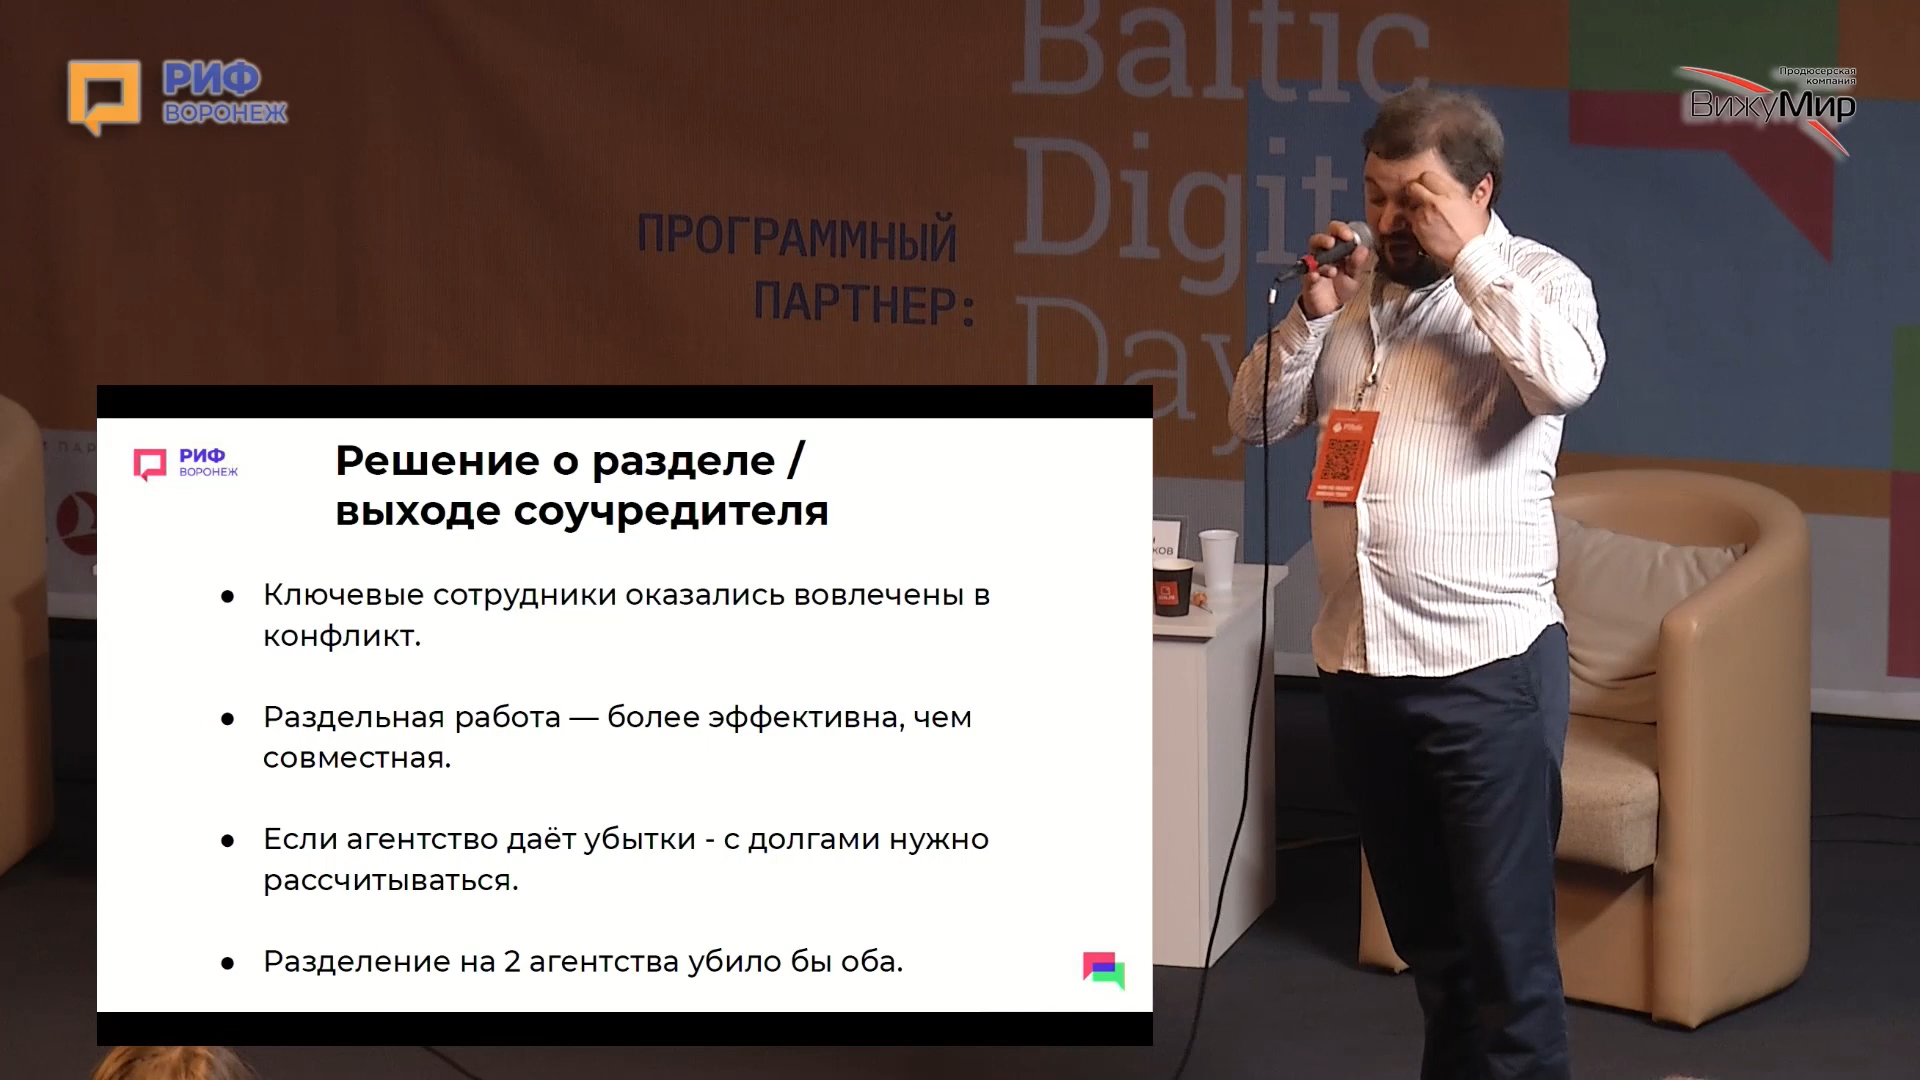 РИФ
ВОРОНЕЖ
Продюсерская
компания
ВижуМир
Baltic
Digit
Day
ПРОГРАММНЫЙ
ПАРТНЕР:
РИФ
ВОРОНЕЖ
Решение о разделе /
выходе соучредителя
● Ключевые сотрудники оказались вовлечены в
конфликт.
● Раздельная работа — более эффективна, чем
совместная.
● Если агентство даёт убытки - с долгами нужно
рассчитываться.
● Разделение на 2 агентства убило бы оба.